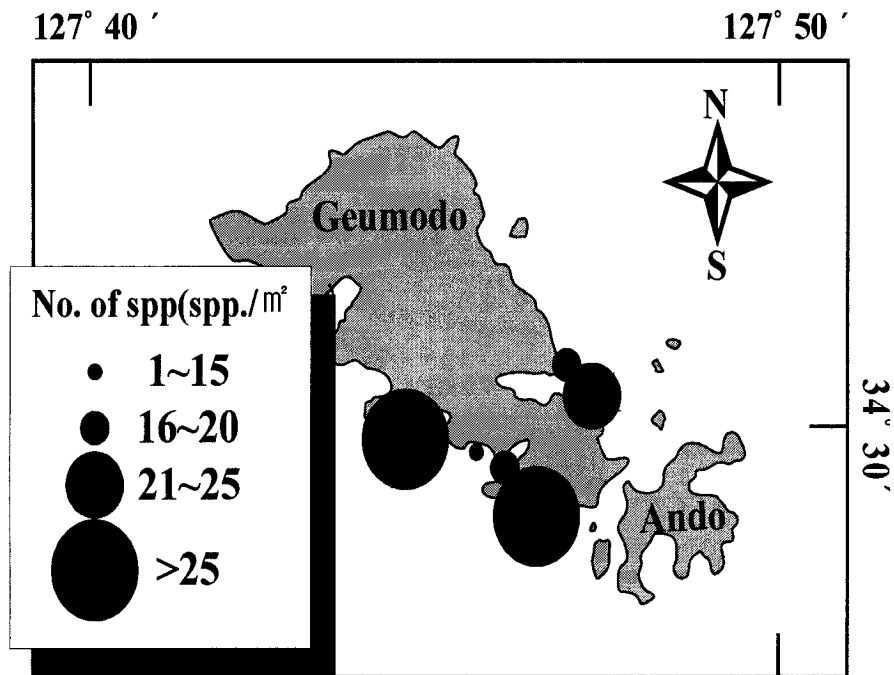 127° 40 ′
127° 50 ′
N
S
Geumodo
No. of spp(spp./㎡
1~15
16~20
21~25
>25
34° 30′
Ando